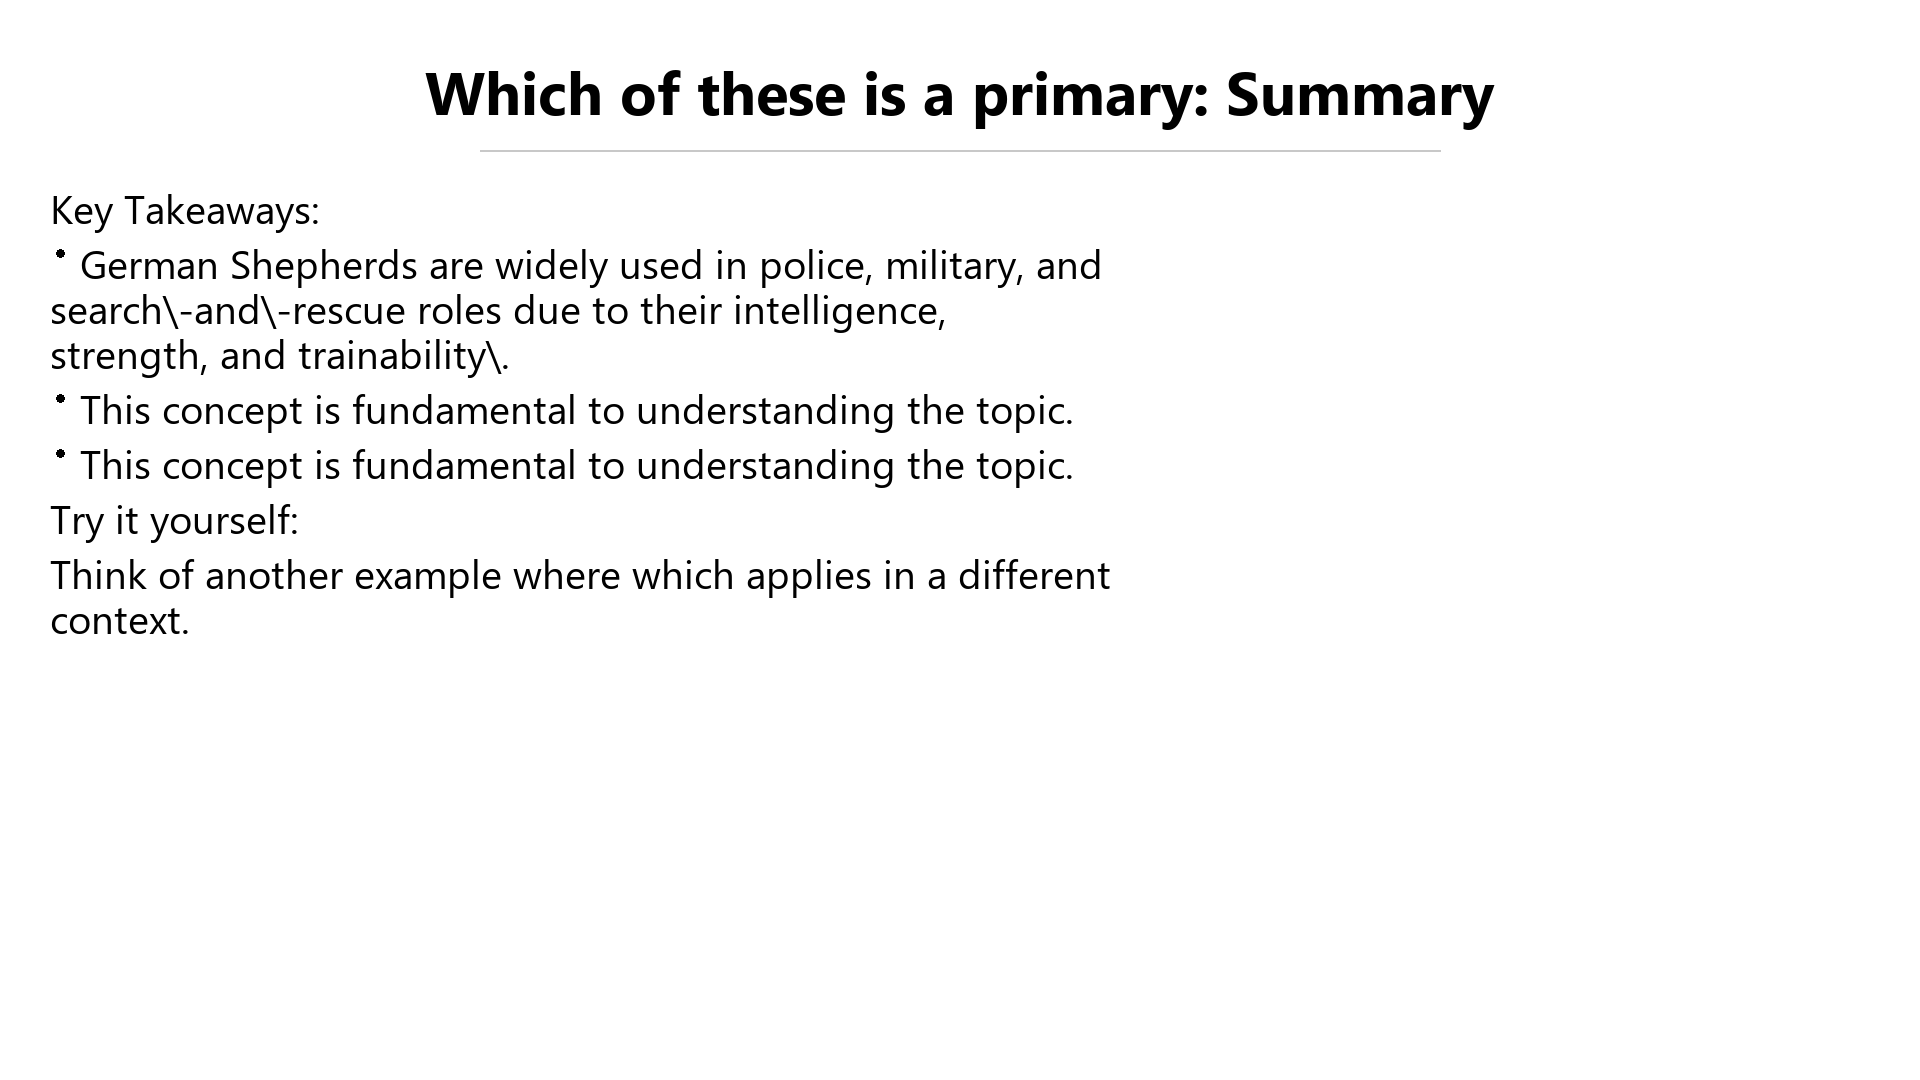 Which of these is a primary: Summary
Key Takeaways:
• German Shepherds are widely used in police, military, and
search\-and\-rescue roles due to their intelligence,
strength, and trainability\.
• This concept is fundamental to understanding the topic.
• This concept is fundamental to understanding the topic.
Try it yourself:
Think of another example where which applies in a different
context.